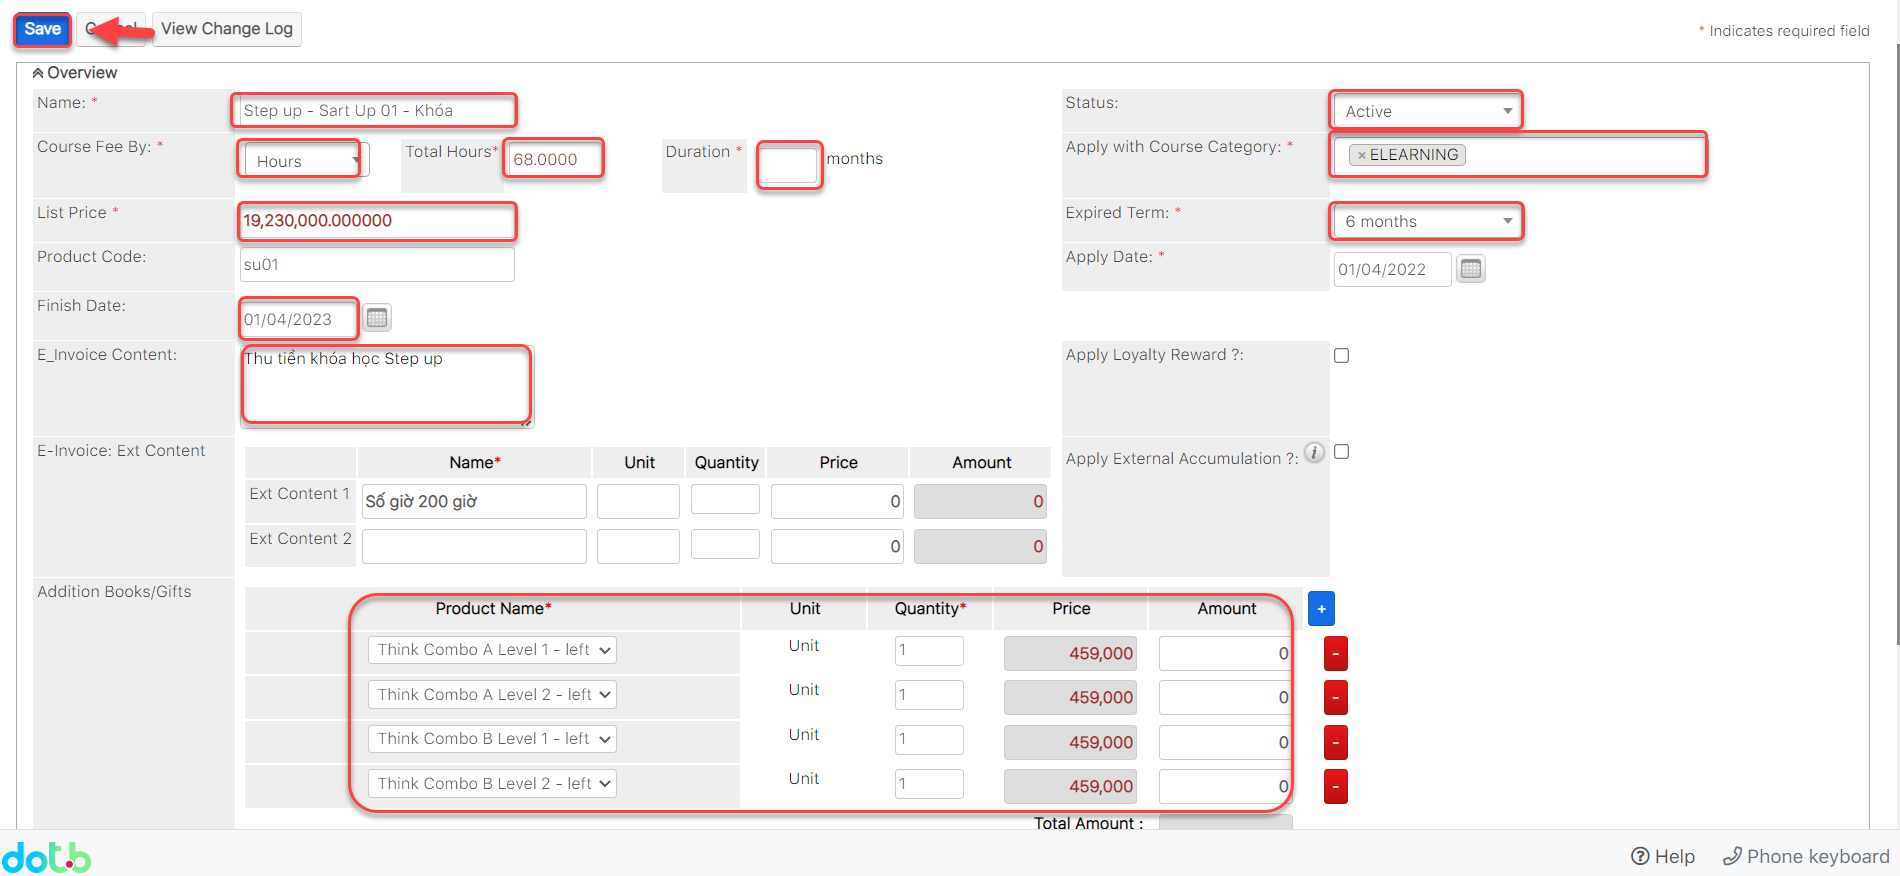 Save
View Change Log
* Indicates required field
Overview
Name: *
Step up - Sart Up 01 - Khóa
Status:
Active
Course Fee By: *
Hours
Total Hours*
68.0000
Duration *
months
Apply with Course Category: *
× ELEARNING
List Price *
19,230,000.000000
Expired Term: *
6 months
Product Code:
su01
Apply Date: *
01/04/2022
Finish Date:
01/04/2023
E_Invoice Content:
Thu tiền khóa học Step up
Apply Loyalty Reward ?:
E-Invoice: Ext Content
Name* Unit Quantity Price Amount
Ext Content 1 Số giờ 200 giờ 0 0
Ext Content 2 0 0
Apply External Accumulation ?: i
Addition Books/Gifts
Product Name* Unit Quantity* Price Amount +
Think Combo A Level 1 - left Unit 1 459,000 0 -
Think Combo A Level 2 - left Unit 1 459,000 0 -
Think Combo B Level 1 - left Unit 1 459,000 0 -
Think Combo B Level 2 - left Unit 1 459,000 0 -
Total Amount :
dotb
? Help
Phone keyboard